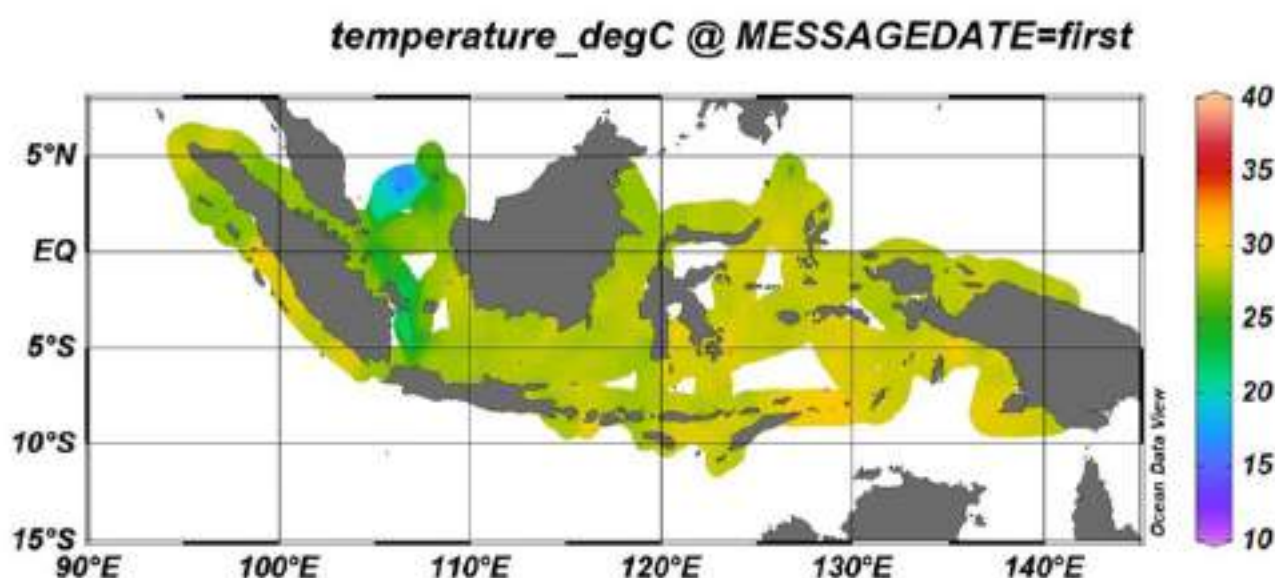 temperature_degC @ MESSAGEDATE=first
5°N
EQ
5°S
10°S
15°S
90°E 100°E 110°E 120°E 130°E 140°E
Ocean Data View
40
35
30
25
20
15
10